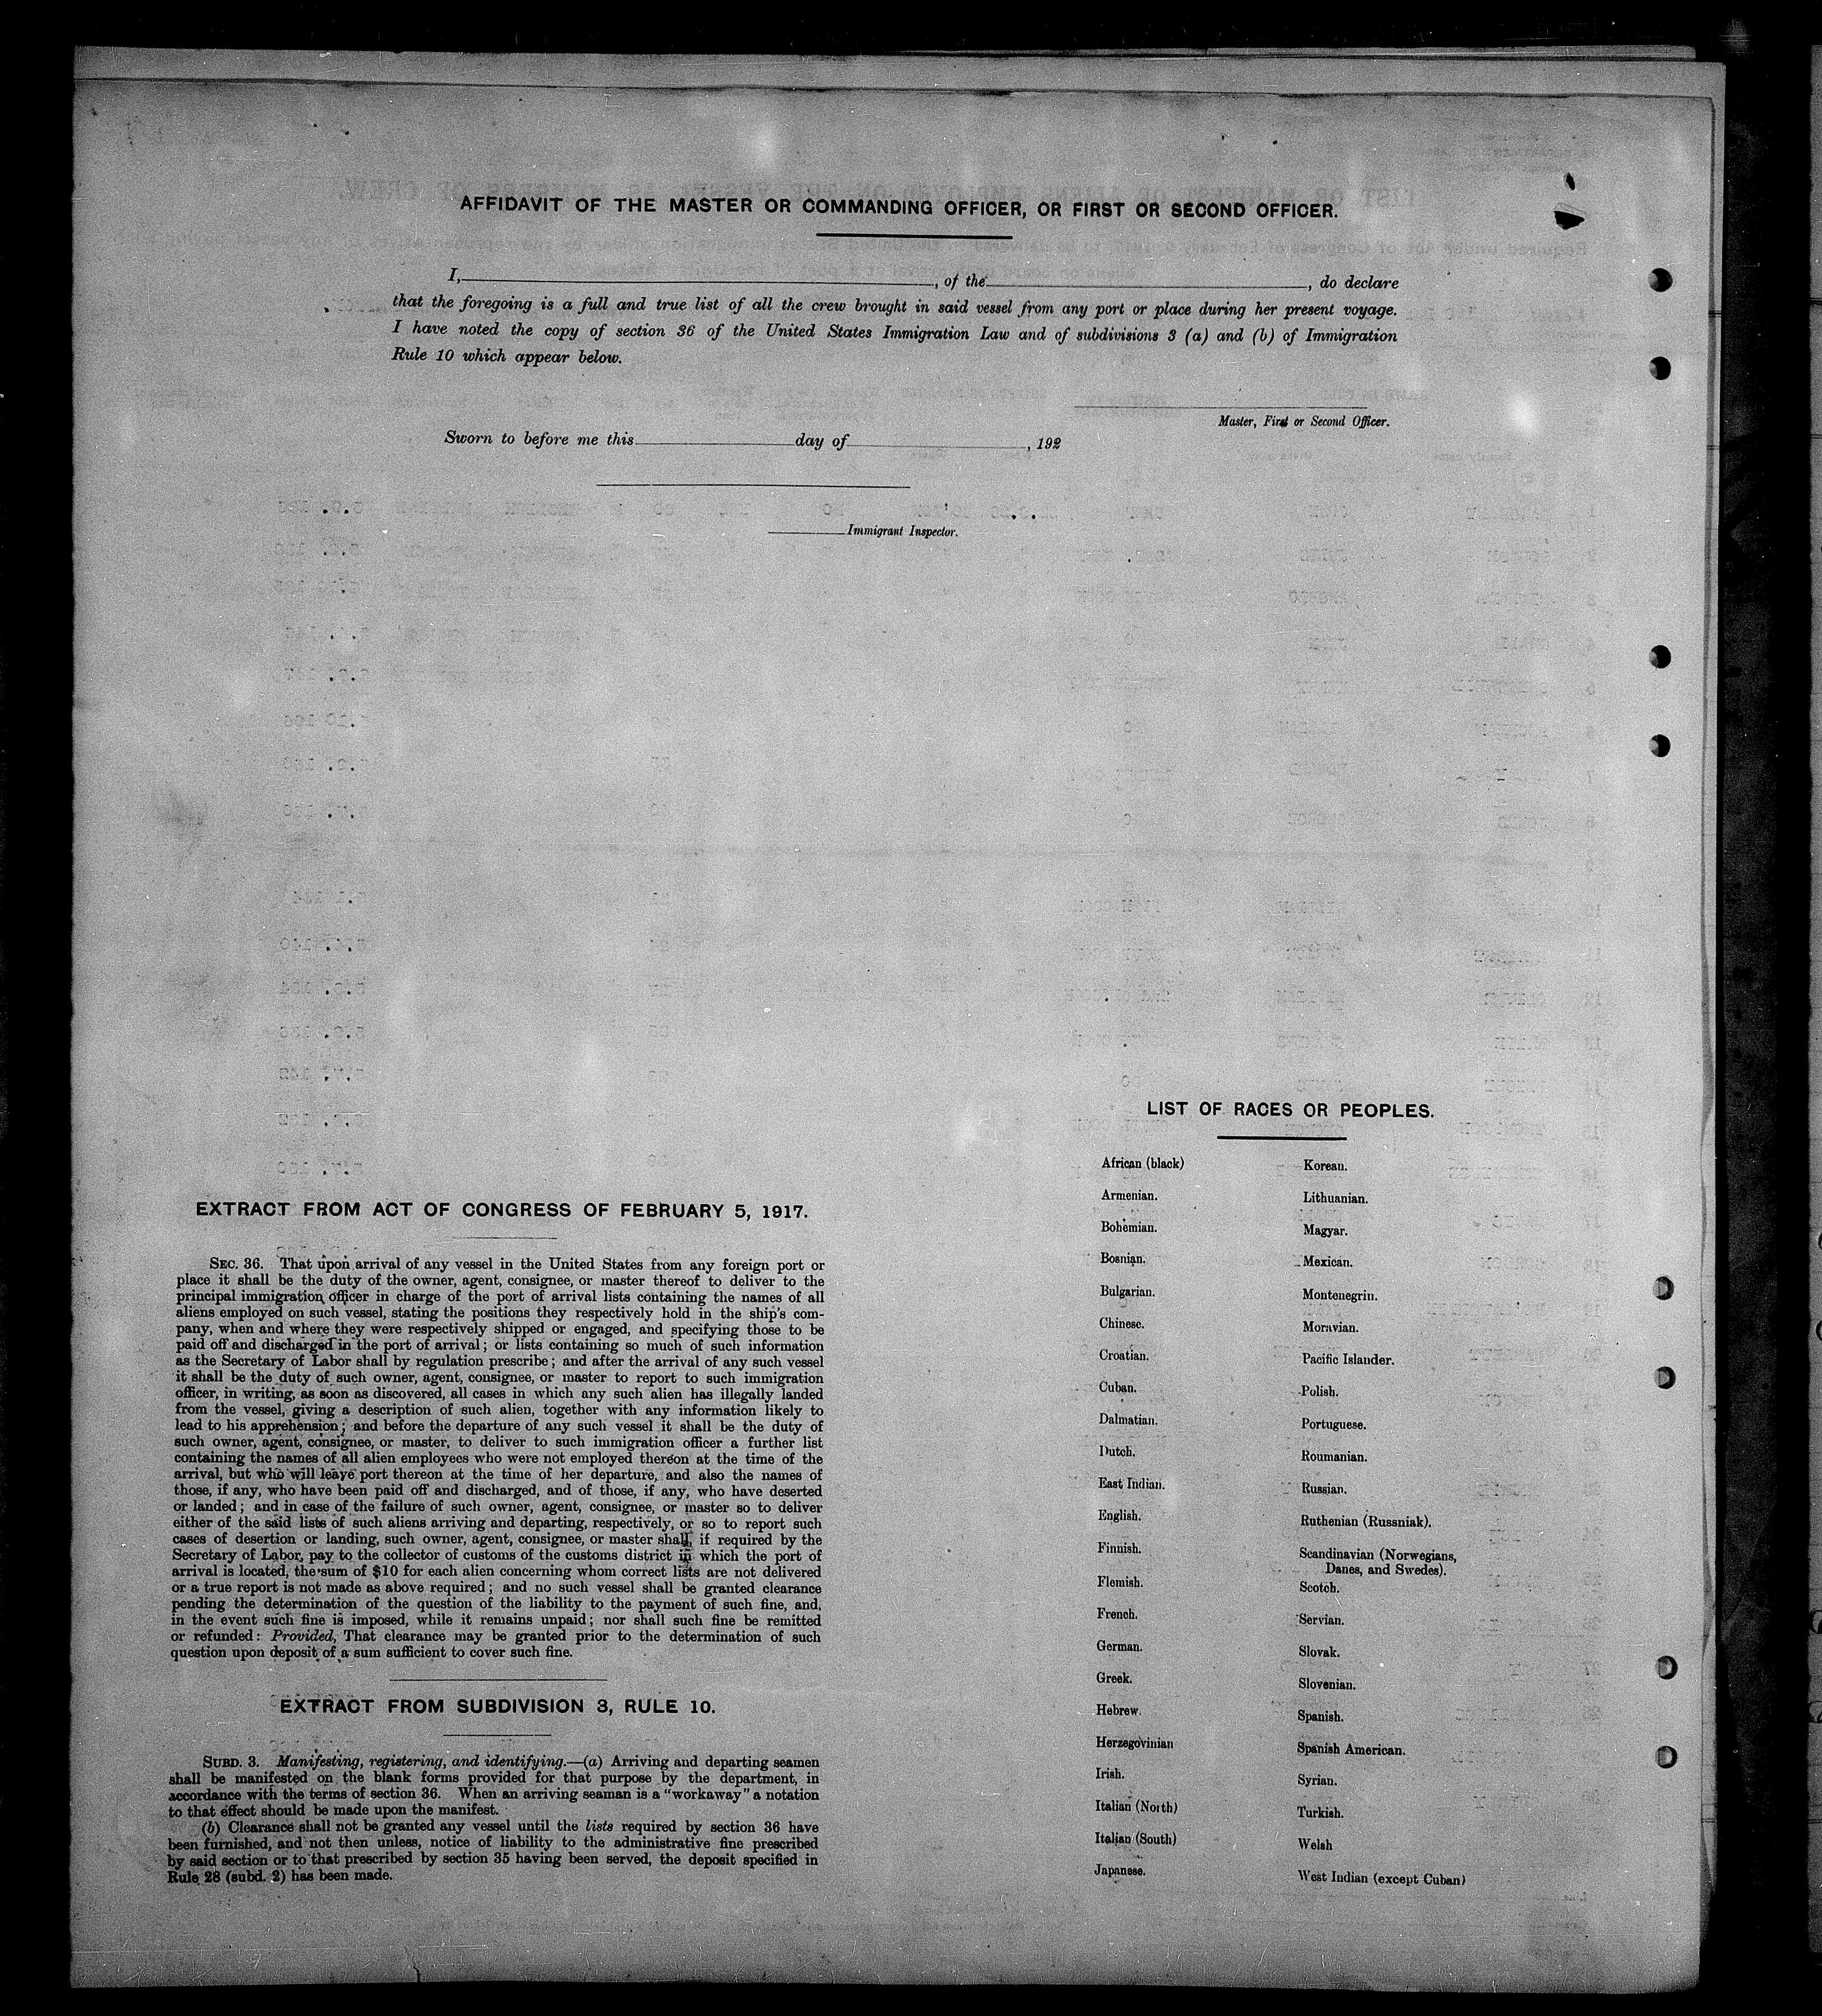 AFFIDAVIT OF THE MASTER OR COMMANDING OFFICER, OR FIRST OR SECOND OFFICER.
I, , of the , do declare
that the foregoing is a full and true list of all the crew brought in said vessel from any port or place during her present voyage.
I have noted the copy of section 36 of the United States Immigration Law and of subdivisions 3 (a) and (b) of Immigration
Rule 10 which appear below.
Master, First or Second Officer.
Sworn to before me this day of , 192
Immigrant Inspector.
EXTRACT FROM ACT OF CONGRESS OF FEBRUARY 5, 1917.
SEC. 36. That upon arrival of any vessel in the United States from any foreign port or
place it shall be the duty of the owner, agent, consignee, or master thereof to deliver to the
principal immigration officer in charge of the port of arrival lists containing the names of all
aliens employed on such vessel, stating the positions they respectively hold in the ship's com-
pany, when and where they were respectively shipped or engaged, and specifying those to be
paid off and discharged in the port of arrival; or lists containing so much of such information
as the Secretary of Labor shall by regulation prescribe; and after the arrival of any such vessel
it shall be the duty of such owner, agent, consignee, or master to report to such immigration
officer, in writing, as soon as discovered, all cases in which any such alien has illegally landed
from the vessel, giving a description of such alien, together with any information likely to
lead to his apprehension; and before the departure of any such vessel it shall be the duty of
such owner, agent, consignee, or master, to deliver to such immigration officer a further list
containing the names of all alien employees who were not employed thereon at the time of the
arrival, but who will leave port thereon at the time of her departure, and also the names of
those, if any, who have been paid off and discharged, and of those, if any, who have deserted
or landed; and in case of the failure of such owner, agent, consignee, or master so to deliver
either of the said lists of such aliens arriving and departing, respectively, or so to report such
cases of desertion or landing, such owner, agent, consignee, or master shall, if required by the
Secretary of Labor, pay to the collector of customs of the customs district in which the port of
arrival is located, the sum of $10 for each alien concerning whom correct lists are not delivered
or a true report is not made as above required; and no such vessel shall be granted clearance
pending the determination of the question of the liability to the payment of such fine, and,
in the event such fine is imposed, while it remains unpaid; nor shall such fine be remitted
or refunded: Provided, That clearance may be granted prior to the determination of such
question upon deposit of a sum sufficient to cover such fine.
EXTRACT FROM SUBDIVISION 3, RULE 10.
SUBD. 3. Manifesting, registering, and identifying.—(a) Arriving and departing seamen
shall be manifested on the blank forms provided for that purpose by the department, in
accordance with the terms of section 36. When an arriving seaman is a "workaway" a notation
to that effect should be made upon the manifest.
(b) Clearance shall not be granted any vessel until the lists required by section 36 have
been furnished, and not then unless, notice of liability to the administrative fine prescribed
by said section or to that prescribed by section 35 having been served, the deposit specified in
Rule 28 (subd. 2) has been made.
LIST OF RACES OR PEOPLES.
African (black)
Armenian.
Bohemian.
Bosnian.
Bulgarian.
Chinese.
Croatian.
Cuban.
Dalmatian.
Dutch.
East Indian.
English.
Finnish.
Flemish.
French.
German.
Greek.
Hebrew.
Herzegovinian
Irish.
Italian (North)
Italian (South)
Japanese.
Korean.
Lithuanian.
Magyar.
Mexican.
Montenegrin.
Moravian.
Pacific Islander.
Polish.
Portuguese.
Roumanian.
Russian.
Ruthenian (Russniak).
Scandinavian (Norwegians,
Danes, and Swedes).
Scotch.
Servian.
Slovak.
Slovenian.
Spanish.
Spanish American.
Syrian.
Turkish.
Welsh
West Indian (except Cuban)